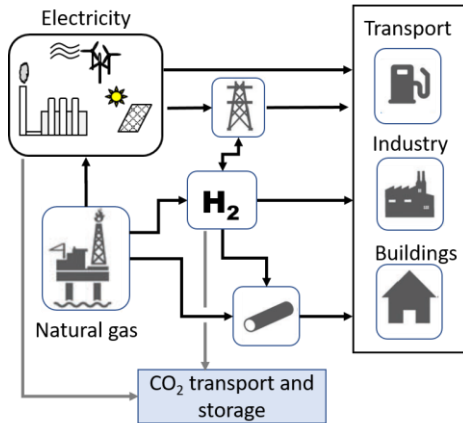 Electricity
Transport
Industry
H₂
Buildings
Natural gas
CO₂ transport and
storage